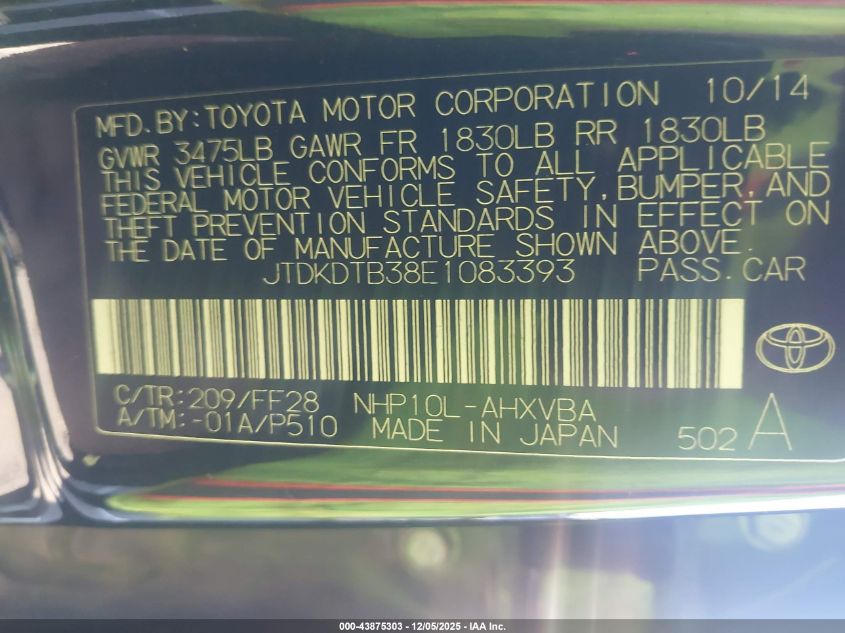 MFD. BY: TOYOTA MOTOR CORPORATION 10/14
GVWR 3475LB GAWR FR 1830LB RR 1830LB
THIS VEHICLE CONFORMS TO ALL APPLICABLE
FEDERAL MOTOR VEHICLE SAFETY, BUMPER, AND
THEFT PREVENTION STANDARDS IN EFFECT ON
THE DATE OF MANUFACTURE SHOWN ABOVE.
JTDKDTB38E1083393 PASS. CAR
C/TR: 209/FF28 NHP10L-AHXVBA
A/TM: -01A/P510 MADE IN JAPAN 502 A
000-43875303 - 12/05/2025 - IAA Inc.